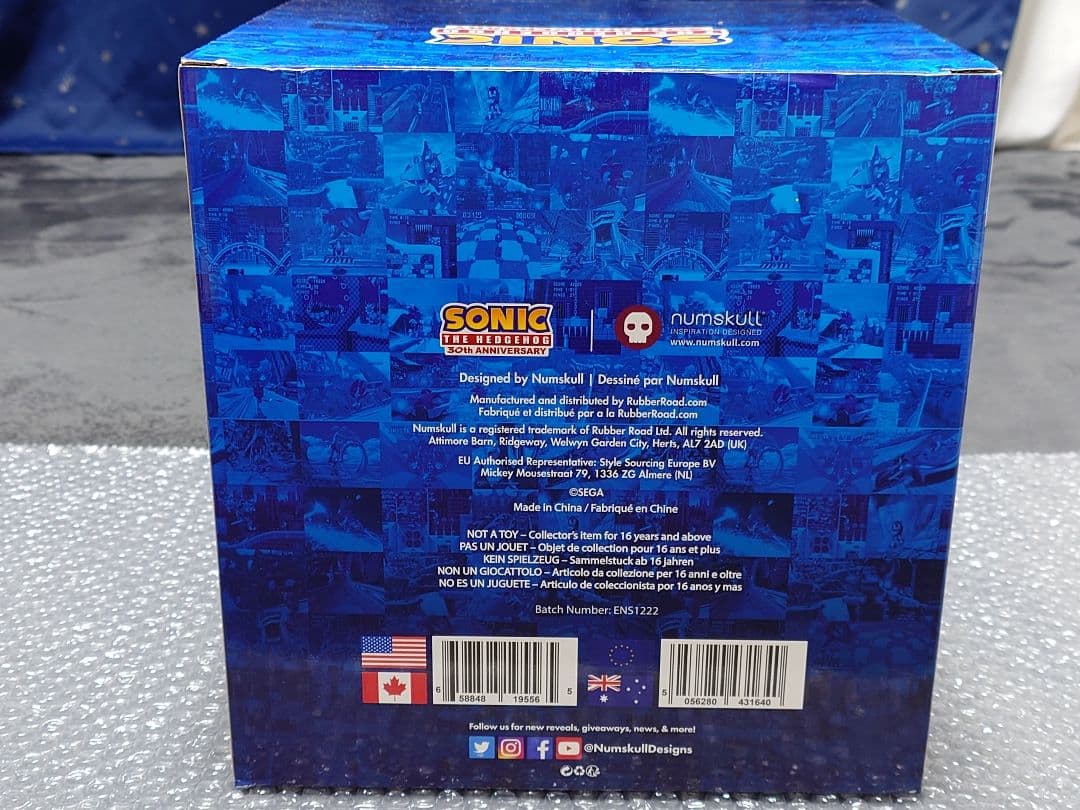 SONIC
SONIC
THE HEDGEHOG
30th ANNIVERSARY
numskull
INSPIRATION DESIGNED
www.numskull.com
Designed by Numskull | Dessiné par Numskull
Manufactured and distributed by RubberRoad.com
Fabriqué et distribué par a la RubberRoad.com
Numskull is a registered trademark of Rubber Road Ltd. All rights reserved.
Attimore Barn, Ridgeway, Welwyn Garden City, Herts, AL7 2AD (UK)
EU Authorised Representative: Style Sourcing Europe BV
Mickey Mousestraat 79, 1336 ZG Almere (NL)
©SEGA
Made in China / Fabriqué en Chine
NOT A TOY – Collector's item for 16 years and above
PAS UN JOUET – Objet de collection pour 16 ans et plus
KEIN SPIELZEUG – Sammelstuck ab 16 jahren
NON UN GIOCATTOLO – Articolo da collezione per 16 anni e oltre
NO ES UN JUGUETE – Articulo de coleccionista por 16 anos y mas
Batch Number: ENS1222
6 58848 19556 5
5 056280 431640
Follow us for new reveals, giveaways, news, & more!
@NumskullDesigns